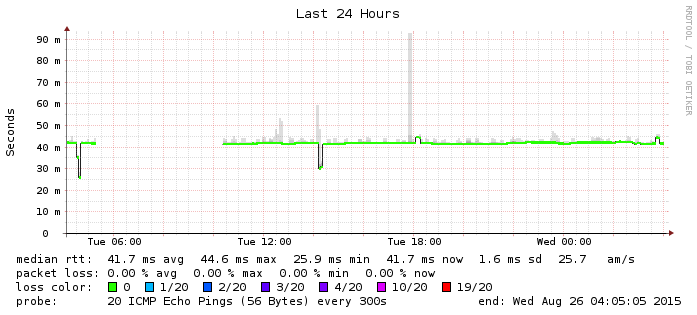 Last 24 Hours
RRDTOOL / TOBI OETIKER
Seconds
90 m
80 m
70 m
60 m
50 m
40 m
30 m
20 m
10 m
0
Tue 06:00 Tue 12:00 Tue 18:00 Wed 00:00
median rtt: 41.7 ms avg 44.6 ms max 25.9 ms min 41.7 ms now 1.6 ms sd 25.7 am/s
packet loss: 0.00 % avg 0.00 % max 0.00 % min 0.00 % now
loss color: 0 1/20 2/20 3/20 4/20 10/20 19/20
probe: 20 ICMP Echo Pings (56 Bytes) every 300s end: Wed Aug 26 04:05:05 2015